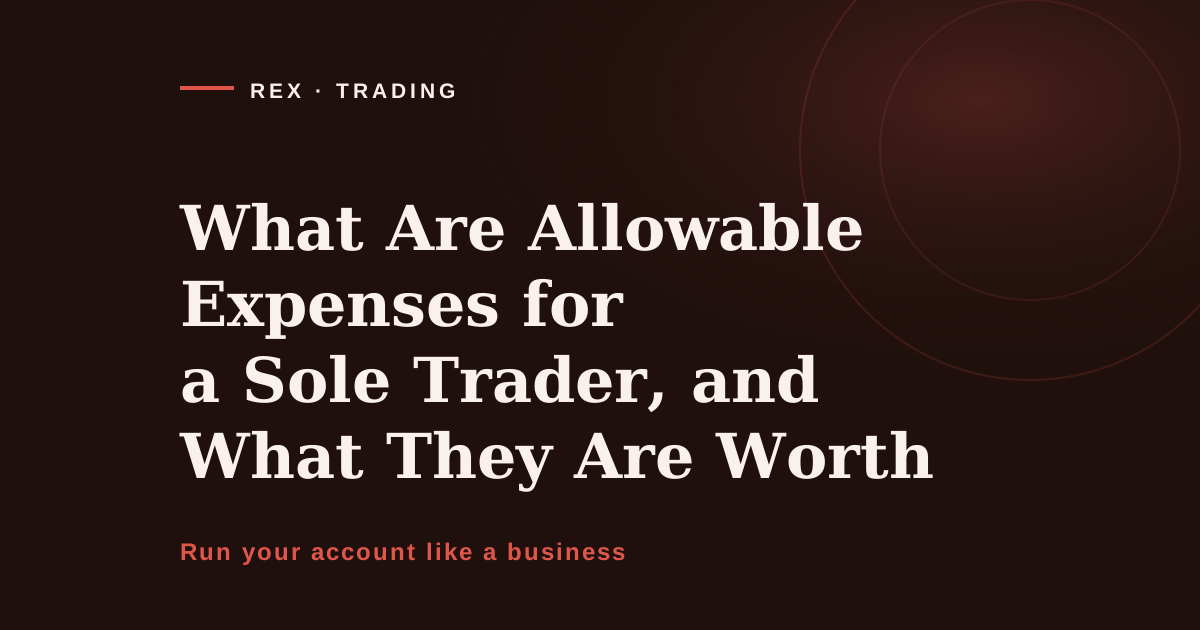 REX · TRADING
What Are Allowable
Expenses for
a Sole Trader, and
What They Are Worth
Run your account like a business